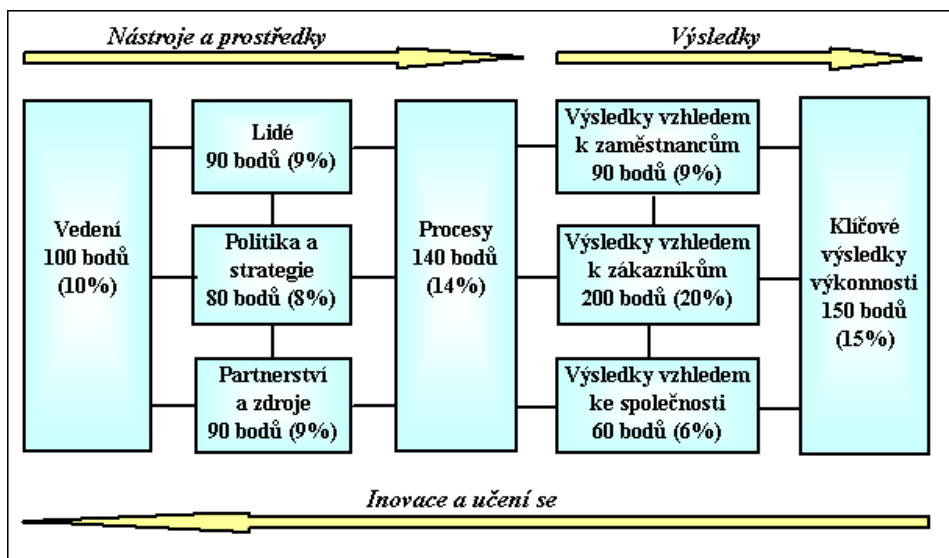 Nástroje a prostředky
Výsledky
Vedení
100 bodů
(10%)
Lidé
90 bodů (9%)
Politika a
strategie
80 bodů (8%)
Partnerství
a zdroje
90 bodů (9%)
Procesy
140 bodů
(14%)
Výsledky vzhledem
k zaměstnancům
90 bodů (9%)
Výsledky vzhledem
k zákazníkům
200 bodů (20%)
Výsledky vzhledem
ke společnosti
60 bodů (6%)
Klíčové
výsledky
výkonnosti
150 bodů
(15%)
Inovace a učení se